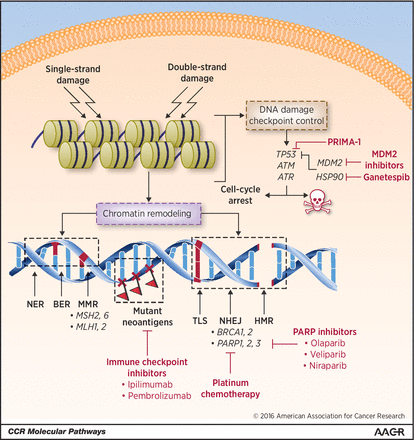 Single-strand
damage
Double-strand
damage
DNA damage
checkpoint control
PRIMA-1
TP53
ATM
ATR
MDM2
HSP90
MDM2
inhibitors
Ganetespib
Cell-cycle
arrest
Chromatin remodeling
NER
BER
MMR
• MSH2, 6
• MLH1, 2
Mutant
neoantigens
TLS
NHEJ
HMR
• BRCA1, 2
• PARP1, 2, 3
PARP inhibitors
• Olaparib
• Veliparib
• Niraparib
Immune checkpoint
inhibitors
• Ipilimumab
• Pembrolizumab
Platinum
chemotherapy
© 2016 American Association for Cancer Research
CCR Molecular Pathways
AACR